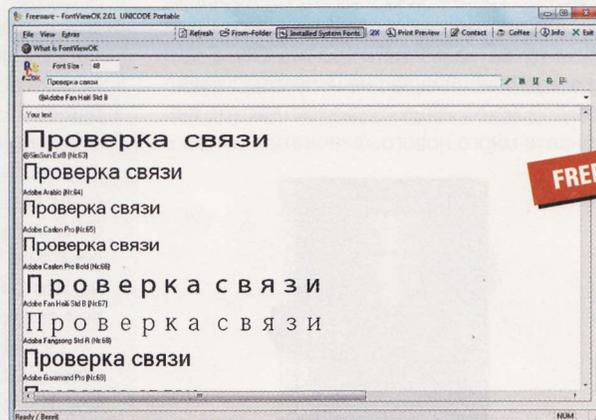 Freeware - FontViewOK 2.01 UNICODE Portable
File View Extras Refresh From-Folder Installed System Fonts 2X Print Preview Contact Coffee Info Exit
What is FontViewOK
Font Size: 48 ...
Проверка связи B U S
@Adobe Fan Heiti Std B
Your text
Проверка связи
@SimSun-ExtB (Nr.63)
Проверка связи
Adobe Arabic (Nr.64)
Проверка связи
Adobe Caslon Pro (Nr.65)
Проверка связи
Adobe Caslon Pro Bold (Nr.66)
Проверка связи
Adobe Fan Heiti Std B (Nr.67)
Проверка связи
Adobe Fangsong Std R (Nr.68)
Проверка связи
Adobe Garamond Pro (Nr.69)
FREE
Ready / Bereit NUM